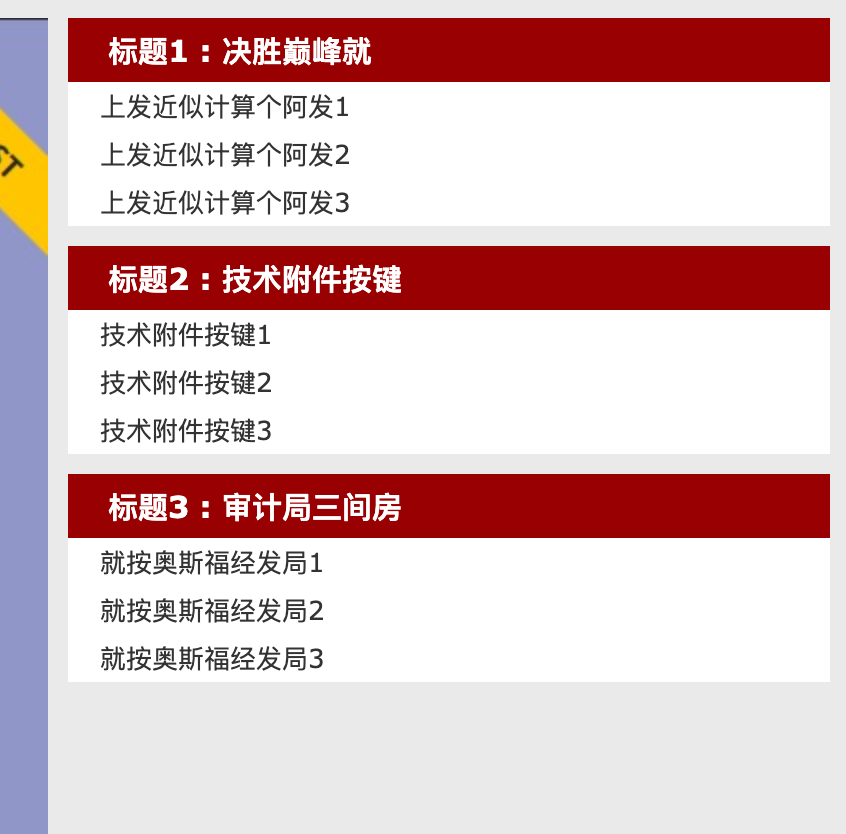 标题1：决胜巅峰就
上发近似计算个阿发1
上发近似计算个阿发2
上发近似计算个阿发3
标题2：技术附件按键
技术附件按键1
技术附件按键2
技术附件按键3
标题3：审计局三间房
就按奥斯福经发局1
就按奥斯福经发局2
就按奥斯福经发局3